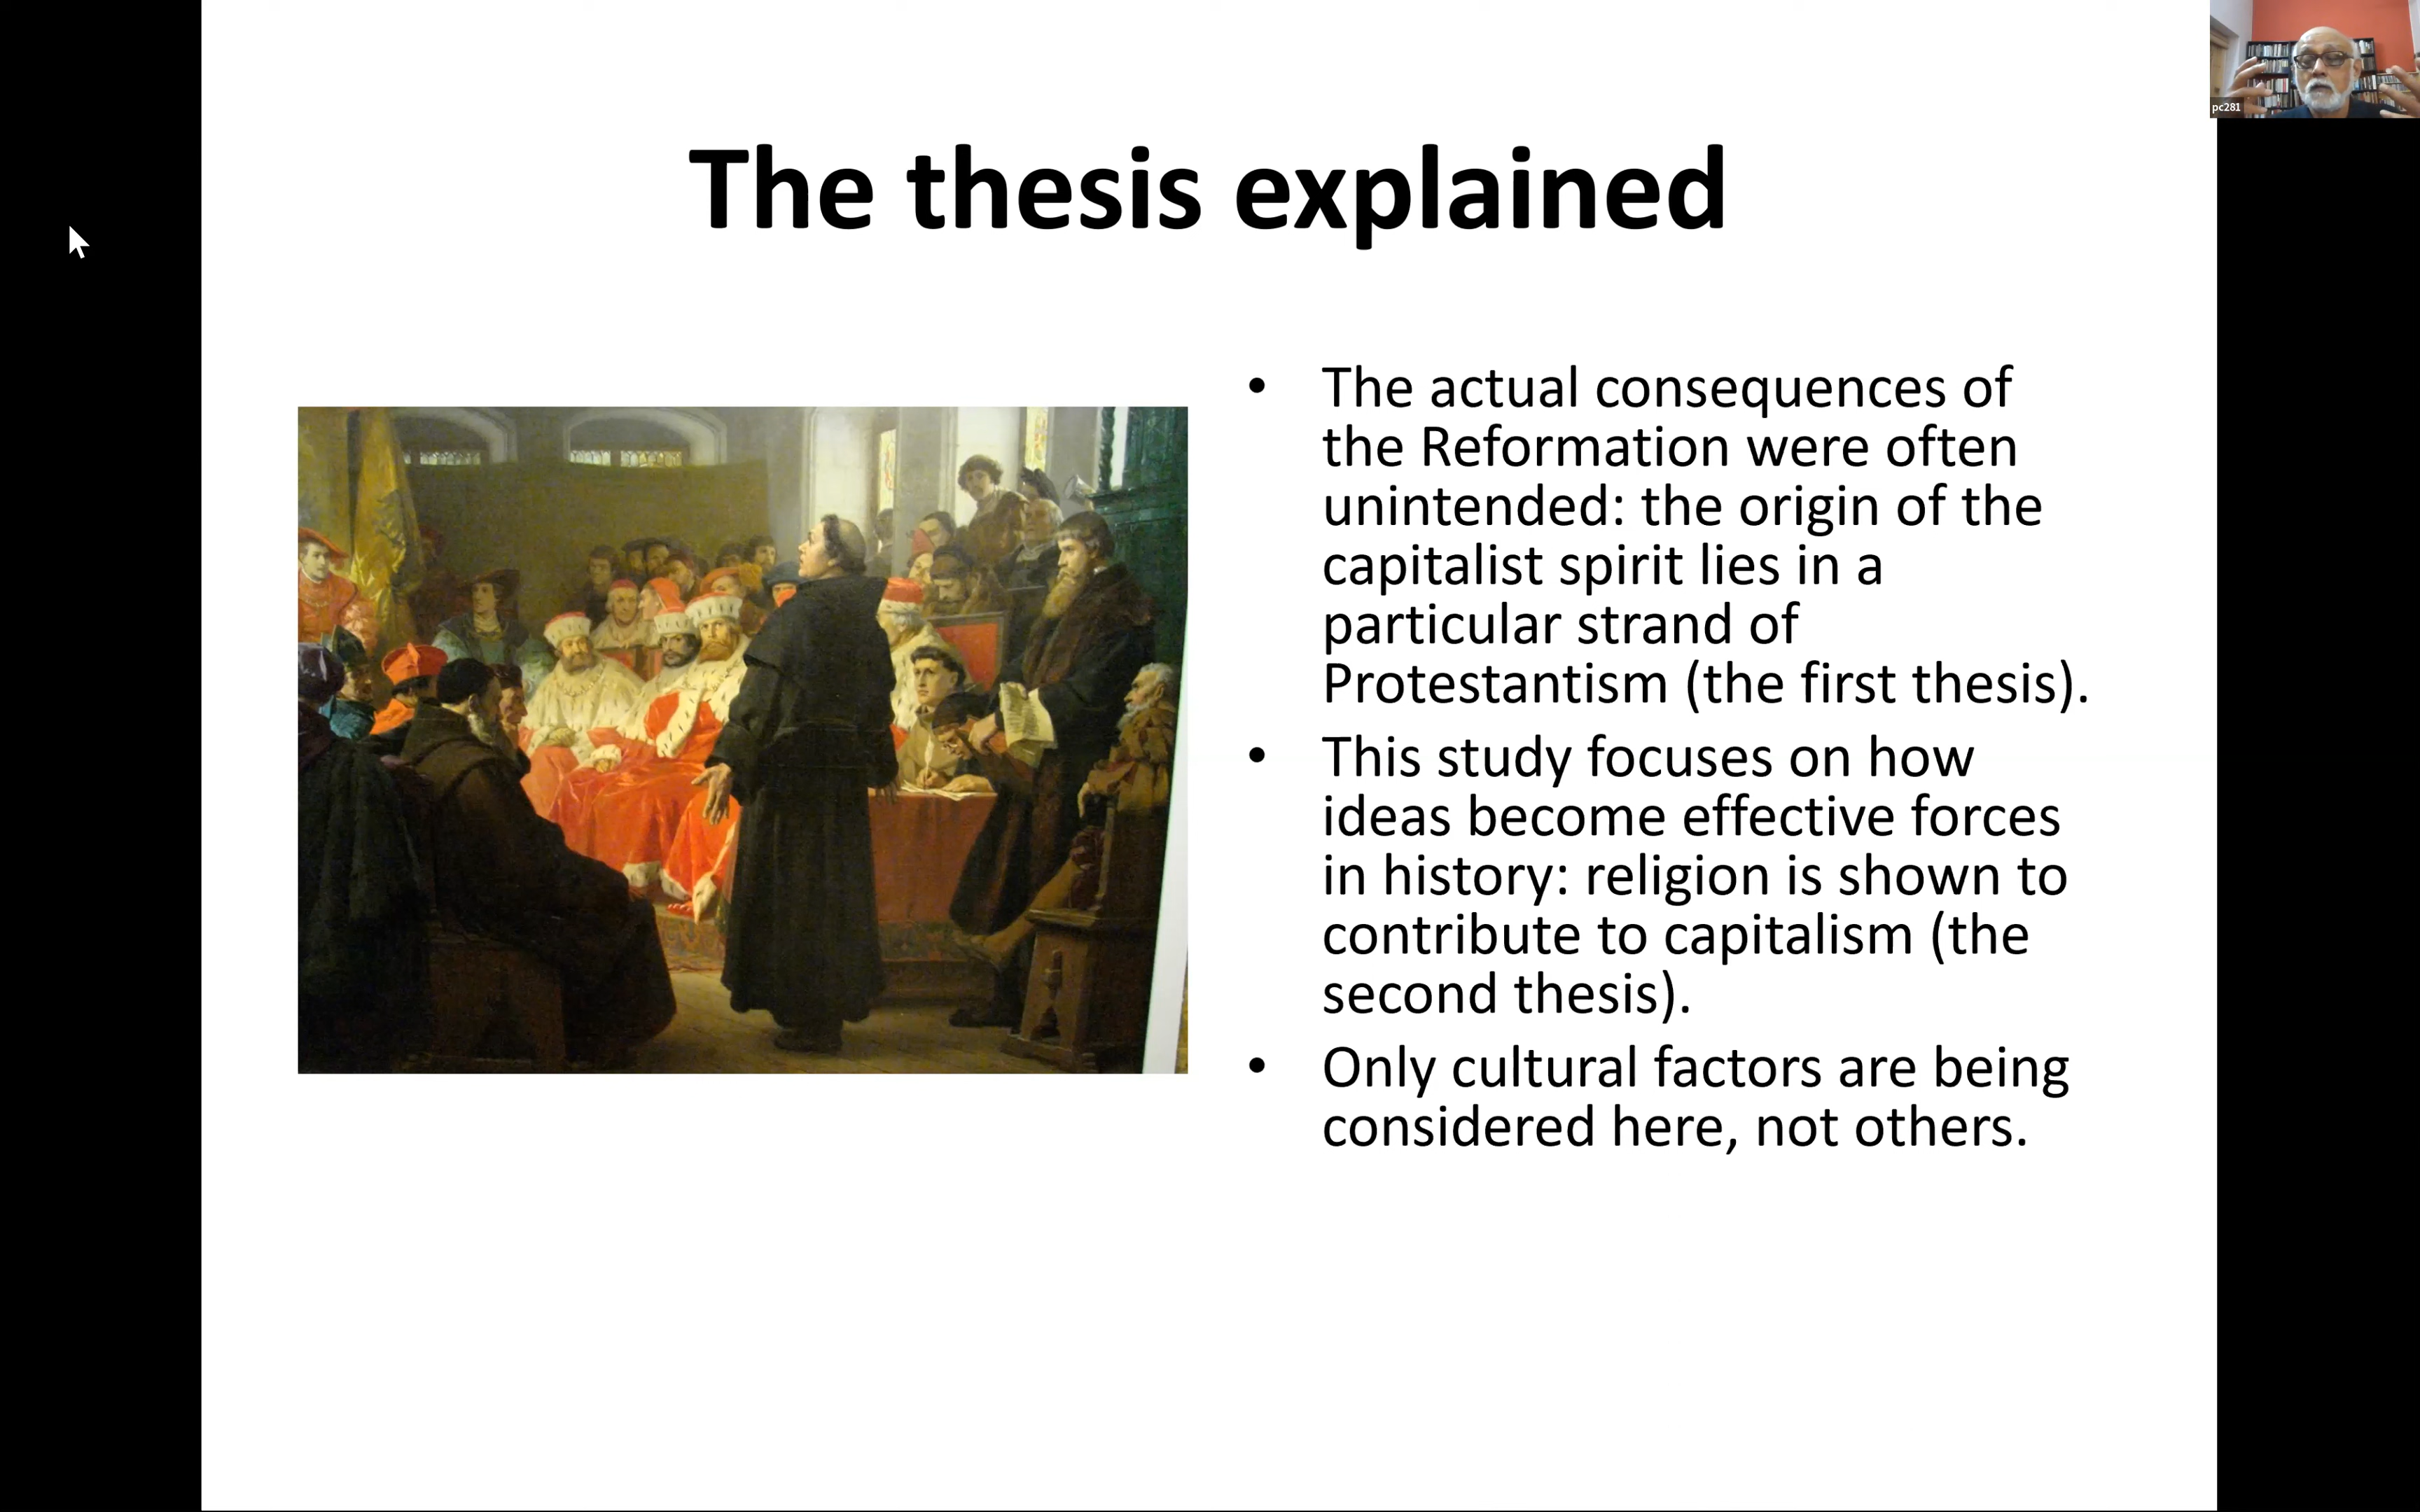 pc281
The thesis explained
• The actual consequences of
the Reformation were often
unintended: the origin of the
capitalist spirit lies in a
particular strand of
Protestantism (the first thesis).
• This study focuses on how
ideas become effective forces
in history: religion is shown to
contribute to capitalism (the
second thesis).
• Only cultural factors are being
considered here, not others.